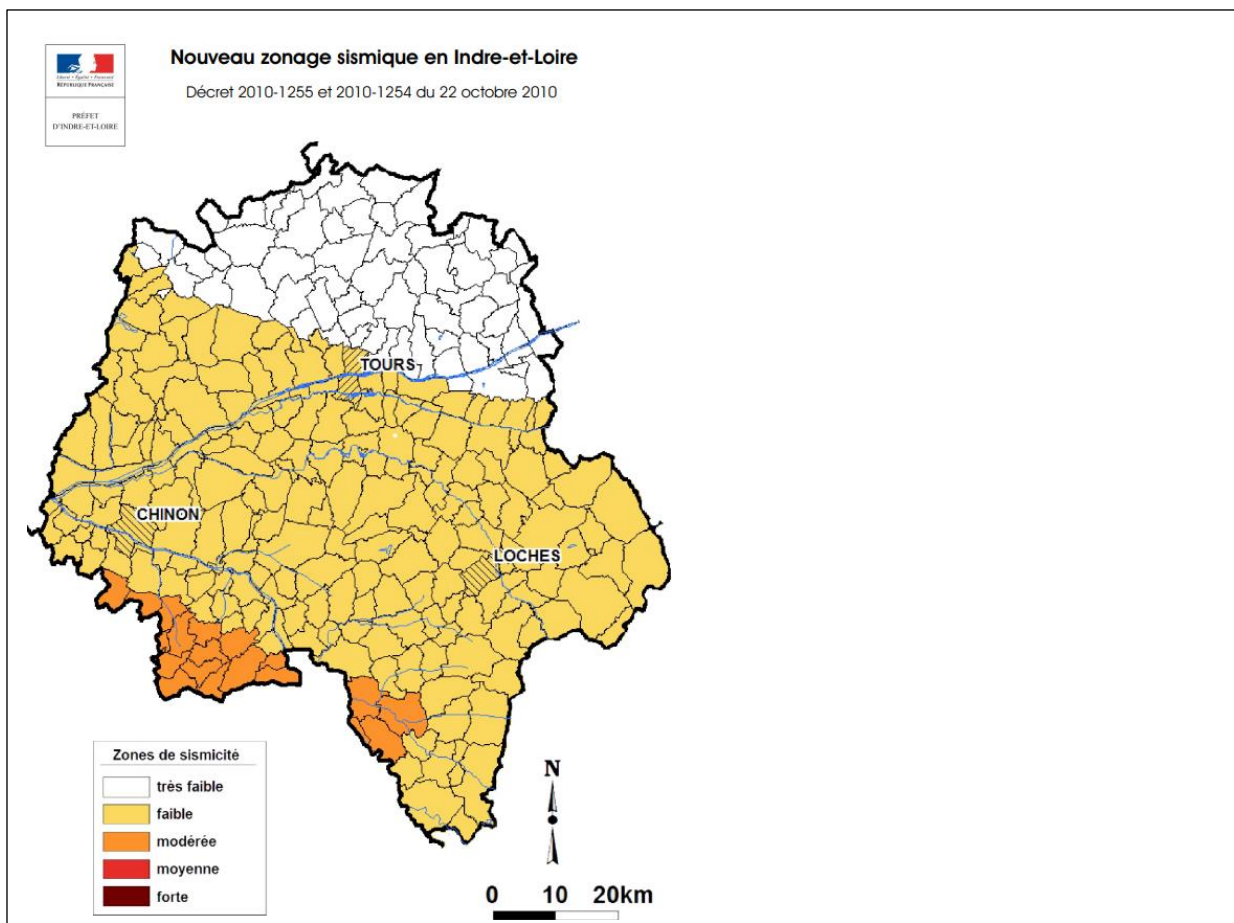 Nouveau zonage sismique en Indre-et-Loire
Décret 2010-1255 et 2010-1254 du 22 octobre 2010
Liberté • Égalité • Fraternité
RÉPUBLIQUE FRANÇAISE
PRÉFET
D'INDRE-ET-LOIRE
TOURS
CHINON
LOCHES
Zones de sismicité
très faible
faible
modérée
moyenne
forte
N
0 10 20km